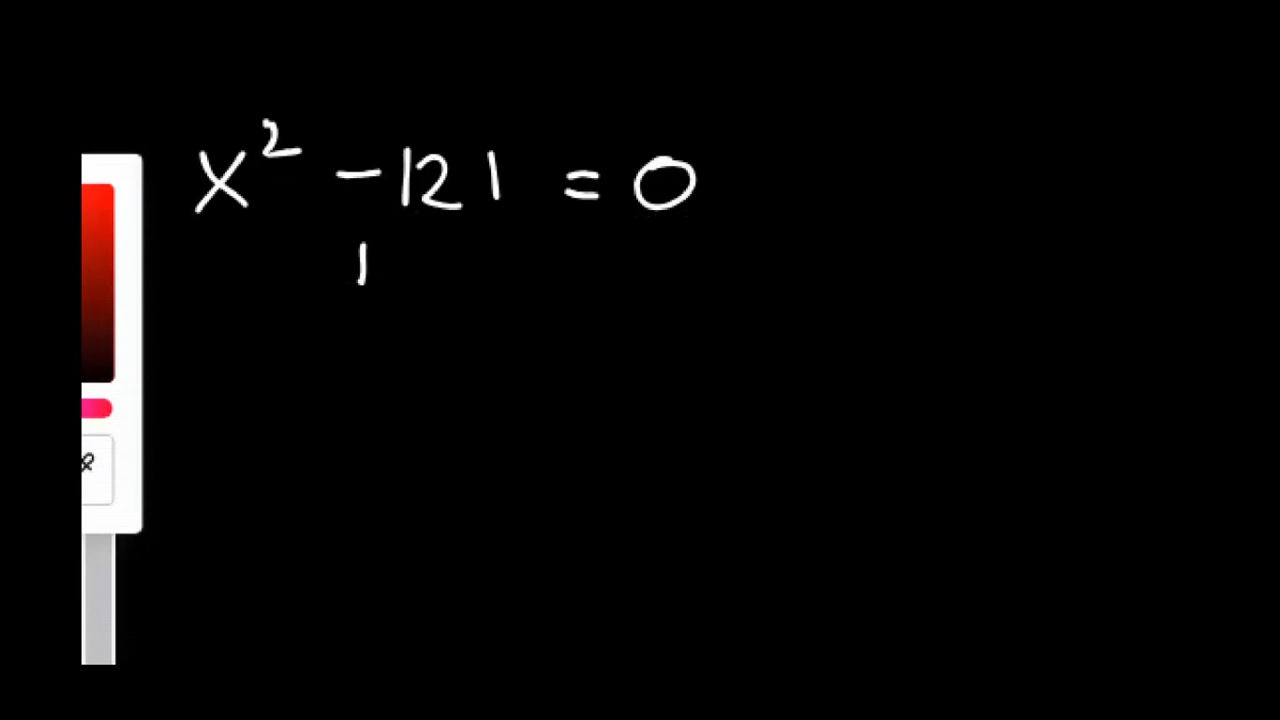 x² - 121 = 0
1